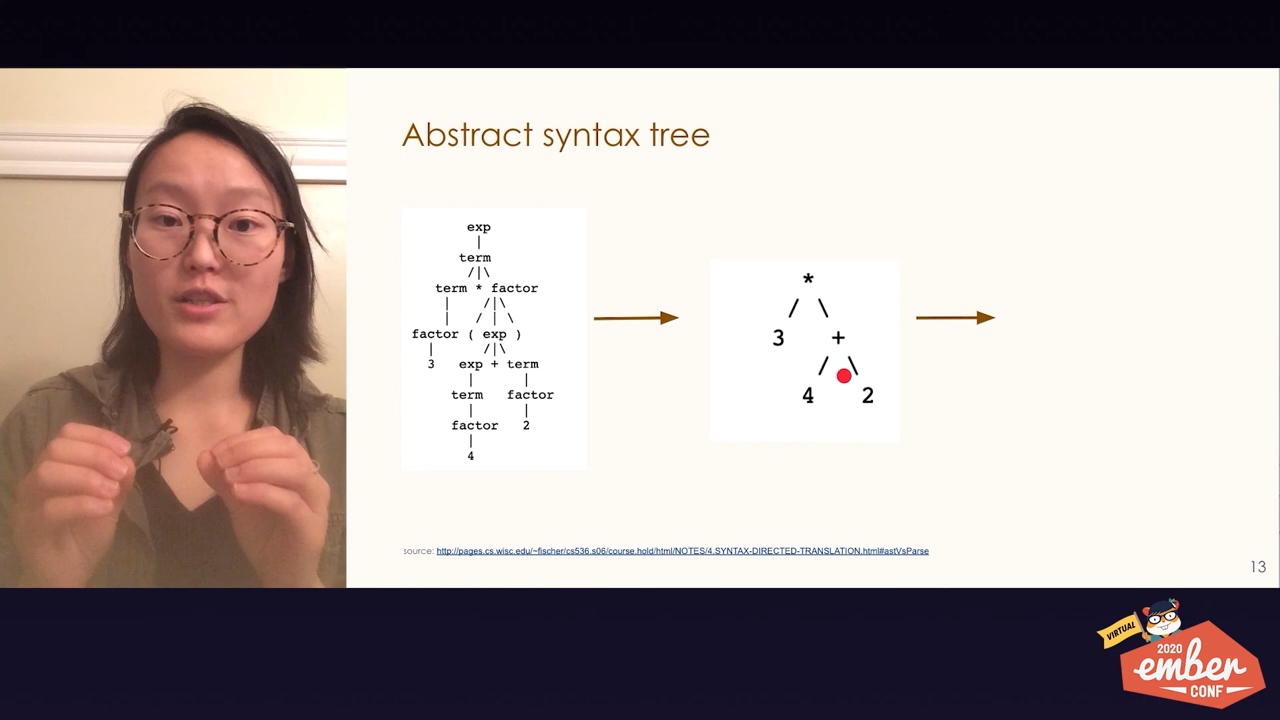 Abstract syntax tree
exp
|
term
/|\
term * factor
| /|\
| / | \
factor ( exp )
| /|\
3 exp + term
| |
term factor
| |
factor 2
|
4
*
/ \
3 +
/ \
4 2
source: http://pages.cs.wisc.edu/~fischer/cs536.s06/course.hold/html/NOTES/4.SYNTAX-DIRECTED-TRANSLATION.html#astVsParse
13
VIRTUAL
2020
ember
CONF